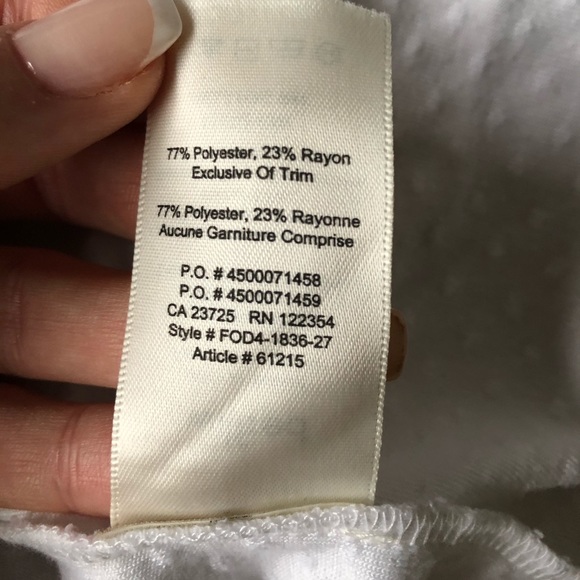 77% Polyester, 23% Rayon
Exclusive Of Trim
77% Polyester, 23% Rayonne
Aucune Garniture Comprise
P.O. # 4500071458
P.O. # 4500071459
CA 23725 RN 122354
Style # FOD4-1836-27
Article # 61215